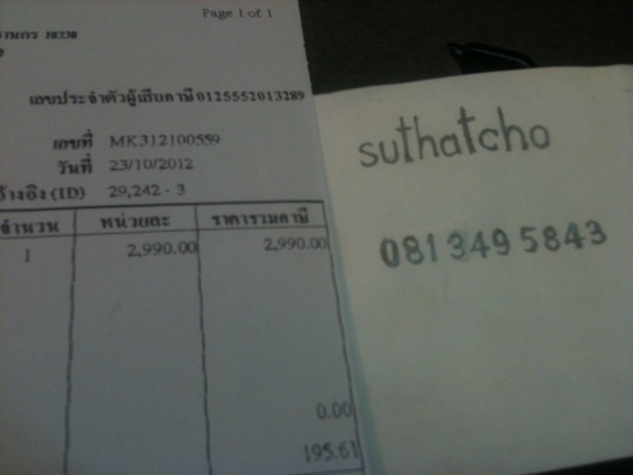 Page 1 of 1
10330
เลขประจำตัวผู้เสียภาษี 0125552013289
เลขที่ MK312100559
วันที่ 23/10/2012
อ้างอิง (ID) 29,242 - 3
จำนวน หน่วยละ ราคารวมภาษี
1 2,990.00 2,990.00
0.00
195.61
suthatcho
0813495843